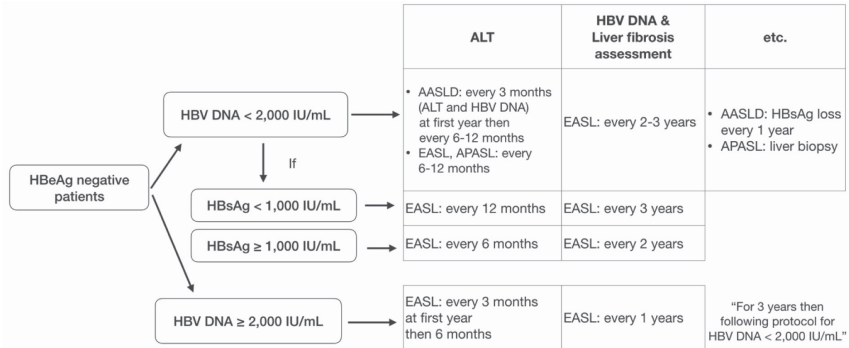 ALT
HBV DNA &
Liver fibrosis
assessment
etc.
HBeAg negative
patients
HBV DNA < 2,000 IU/mL
• AASLD: every 3 months
(ALT and HBV DNA)
at first year then
every 6-12 months
• EASL, APASL: every
6-12 months
EASL: every 2-3 years
• AASLD: HBsAg loss
every 1 year
• APASL: liver biopsy
If
HBsAg < 1,000 IU/mL
EASL: every 12 months
EASL: every 3 years
HBsAg ≥ 1,000 IU/mL
EASL: every 6 months
EASL: every 2 years
HBV DNA ≥ 2,000 IU/mL
EASL: every 3 months
at first year
then 6 months
EASL: every 1 years
“For 3 years then
following protocol for
HBV DNA < 2,000 IU/mL”